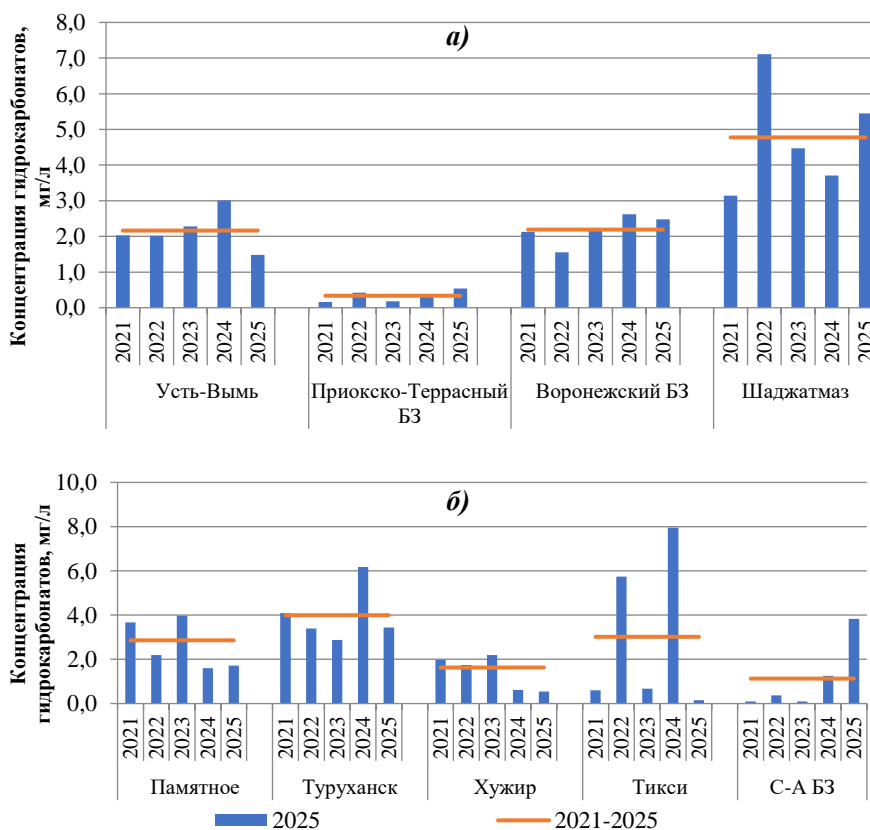 Концентрация гидрокарбонатов,
мг/л
8,0
7,0
6,0
5,0
4,0
3,0
2,0
1,0
0,0
а)
2021 2022 2023 2024 2025 2021 2022 2023 2024 2025 2021 2022 2023 2024 2025 2021 2022 2023 2024 2025
Усть-Вымь Приокско-Террасный Воронежский БЗ Шаджатмаз
БЗ
Концентрация
гидрокарбонатов, мг/л
10,0
8,0
6,0
4,0
2,0
0,0
б)
2021 2022 2023 2024 2025 2021 2022 2023 2024 2025 2021 2022 2023 2024 2025 2021 2022 2023 2024 2025 2021 2022 2023 2024 2025
Памятное Туруханск Хужир Тикси С-А БЗ
2025 2021-2025